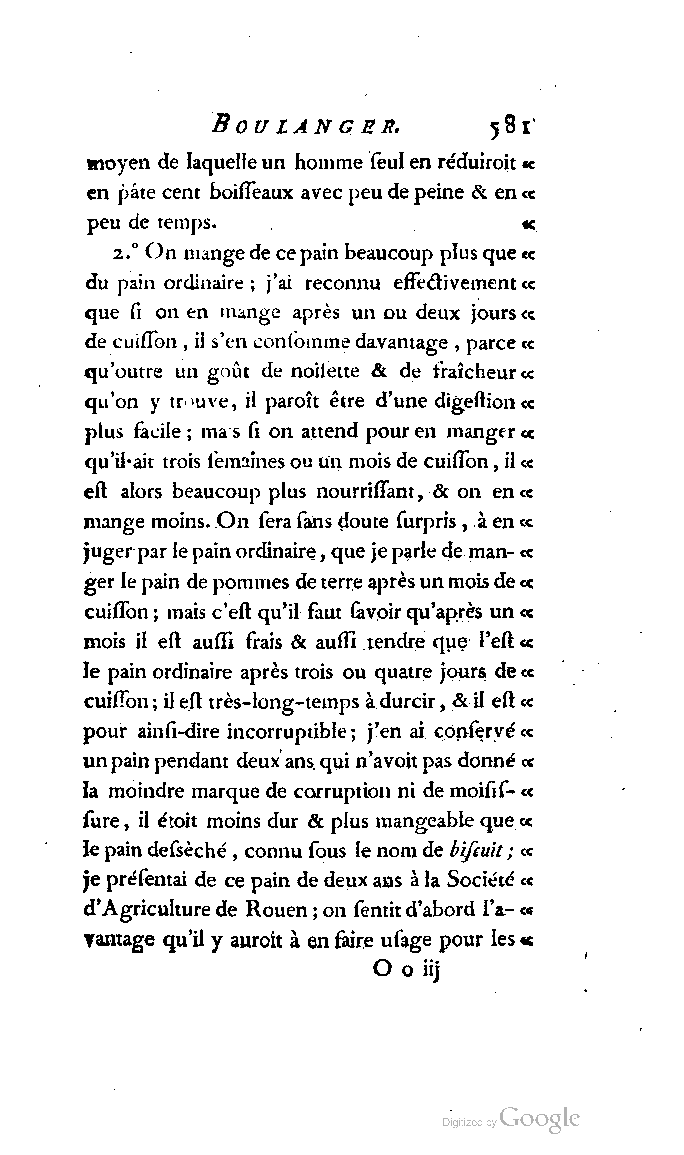 BOULANGER. 581
moyen de laquelle un homme ſeul en réduiroit «
en pâte cent boiſſeaux avec peu de peine & en «
peu de temps. «
2.° On mange de ce pain beaucoup plus que «
du pain ordinaire ; j'ai reconnu effectivement «
que ſi on en mange après un ou deux jours «
de cuiſſon , il s'en conſomme davantage , parce «
qu'outre un goût de noiſette & de fraîcheur «
qu'on y trouve, il paroît être d'une digeſtion «
plus facile ; mais ſi on attend pour en manger «
qu'il ait trois ſemaines ou un mois de cuiſſon , il «
eſt alors beaucoup plus nourriſſant, & on en «
mange moins. On ſera ſans doute ſurpris , à en «
juger par le pain ordinaire, que je parle de man- «
ger le pain de pommes de terre après un mois de «
cuiſſon ; mais c'eſt qu'il faut ſavoir qu'après un «
mois il eſt auſſi frais & auſſi tendre que l'eſt «
le pain ordinaire après trois ou quatre jours de «
cuiſſon ; il eſt très-long-temps à durcir , & il eſt «
pour ainſi-dire incorruptible ; j'en ai conſervé «
un pain pendant deux ans qui n'avoit pas donné «
la moindre marque de corruption ni de moiſiſ- «
ſure, il étoit moins dur & plus mangeable que «
le pain deſsèché , connu ſous le nom de biſcuit ; «
je préſentai de ce pain de deux ans à la Société «
d'Agriculture de Rouen ; on ſentit d'abord l'a- «
vantage qu'il y auroit à en faire uſage pour les «
O o iij
Digitized by Google